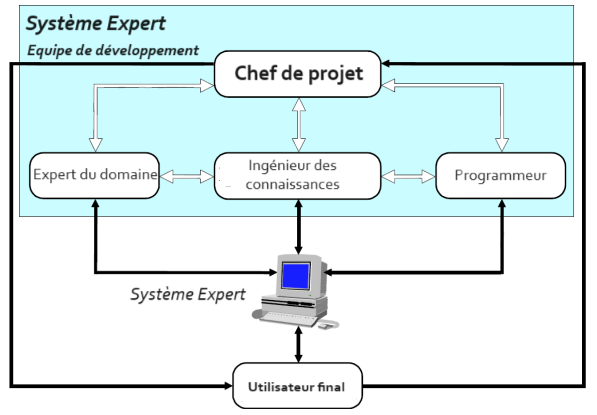 Système Expert
Equipe de développement
Chef de projet
Expert du domaine
Ingénieur des
connaissances
Programmeur
Système Expert
Utilisateur final